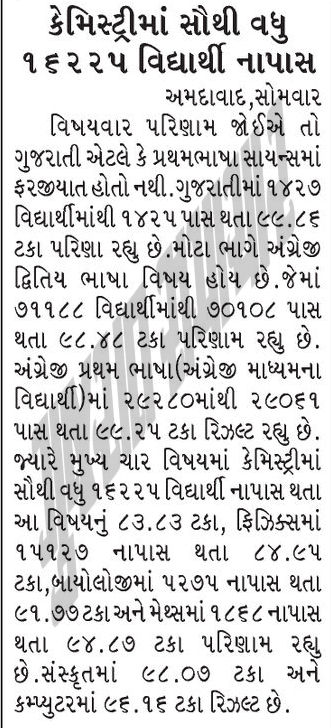 કેમિસ્ટ્રીમાં સૌથી વધુ
૧૬૨૨૫ વિદ્યાર્થી નાપાસ
અમદાવાદ,સોમવાર
વિષયવાર પરિણામ જોઈએ તો
ગુજરાતી એટલે કે પ્રથમભાષા સાયન્સમાં
ફરજીયાત હોતો નથી.ગુજરાતીમાં ૧૪૨૭
વિદ્યાર્થીમાંથી ૧૪૨૫ પાસ થતા ૯૯.૮૬
ટકા પરિણા રહ્યુ છે.મોટા ભાગે અંગ્રેજી
દ્વિતિય ભાષા વિષય હોય છે.જેમાં
૭૧૧૮૮ વિદ્યાર્થીમાંથી ૭૦૧૦૮ પાસ
થતા ૯૮.૪૮ ટકા પરિણામ રહ્યુ છે.
અંગ્રેજી પ્રથમ ભાષા(અંગ્રેજી માધ્યમના
વિદ્યાર્થી)માં ૨૯૨૮૦માંથી ૨૯૦૬૧
પાસ થતા ૯૯.૨૫ ટકા રિઝલ્ટ રહ્યુ છે.
જ્યારે મુખ્ય ચાર વિષયમાં કેમિસ્ટ્રીમાં
સૌથી વધુ ૧૬૨૨૫ વિદ્યાર્થી નાપાસ થતા
આ વિષયનું ૮૩.૮૩ ટકા, ફિઝિક્સમાં
૧૫૧૨૭ નાપાસ થતા ૮૪.૯૫
ટકા,બાયોલોજીમાં ૫૨૭૫ નાપાસ થતા
૯૧.૭૭ટકા અને મેથ્સમાં ૧૮૬૮ નાપાસ
થતા ૯૪.૮૭ ટકા પરિણામ રહ્યુ
છે.સંસ્કૃતમાં ૯૮.૦૭ ટકા અને
કમ્પ્યુટરમાં ૯૬.૧૬ ટકા રિઝલ્ટ છે.